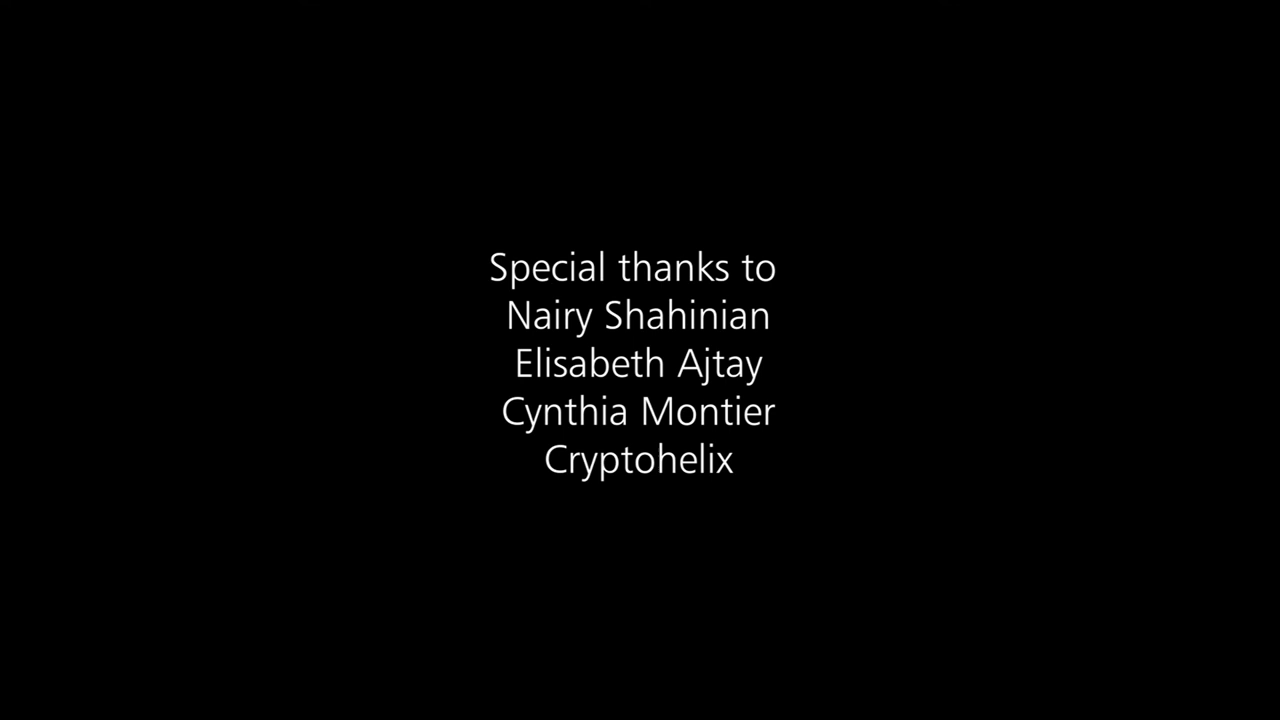 Special thanks to
Nairy Shahinian
Elisabeth Ajtay
Cynthia Montier
Cryptohelix